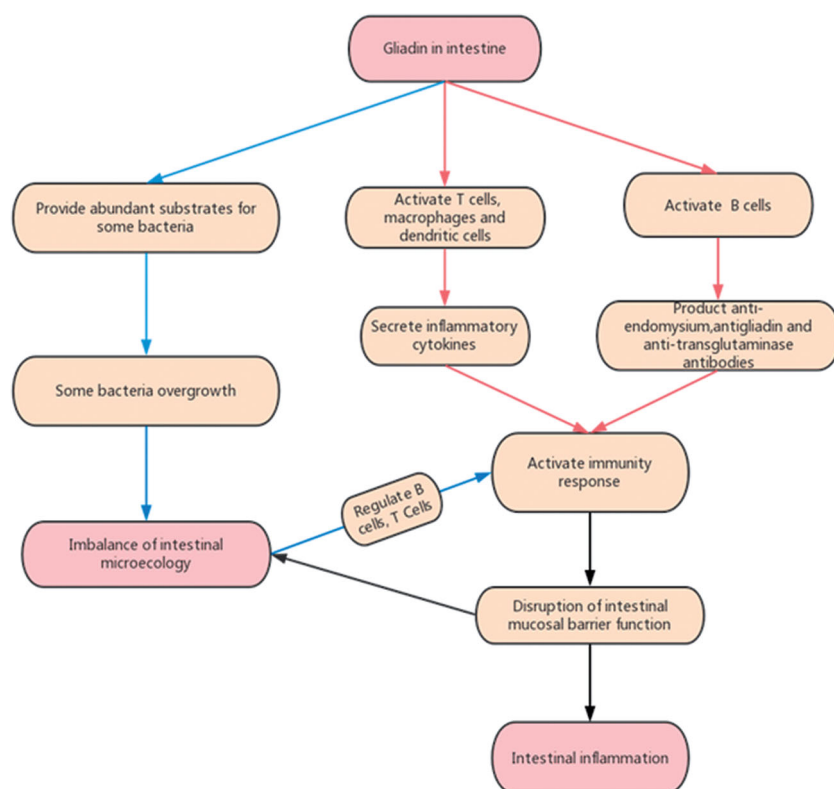 Gliadin in intestine
Provide abundant substrates for
some bacteria
Activate T cells,
macrophages and
dendritic cells
Activate B cells
Secrete inflammatory
cytokines
Product anti-
endomysium,antigliadin and
anti-transglutaminase
antibodies
Some bacteria overgrowth
Activate immunity
response
Regulate B
cells, T Cells
Imbalance of intestinal
microecology
Disruption of intestinal
mucosal barrier function
Intestinal inflammation